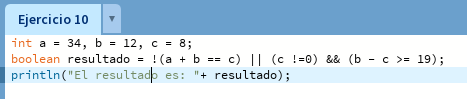 Ejercicio 10
int a = 34, b = 12, c = 8;
boolean resultado = !(a + b == c) || (c !=0) && (b - c >= 19);
println("El resultado es: "+ resultado);